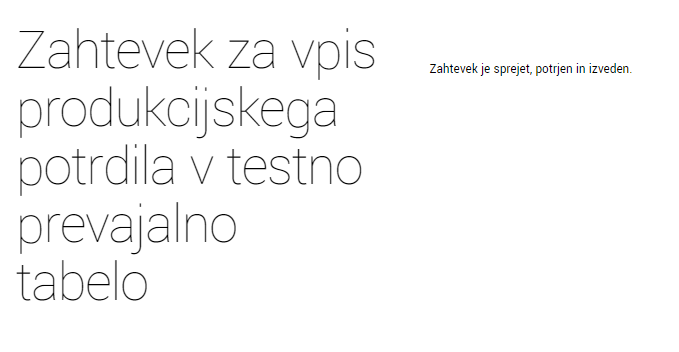 Zahtevek za vpis
produkcijskega
potrdila v testno
prevajalno
tabelo
Zahtevek je sprejet, potrjen in izveden.